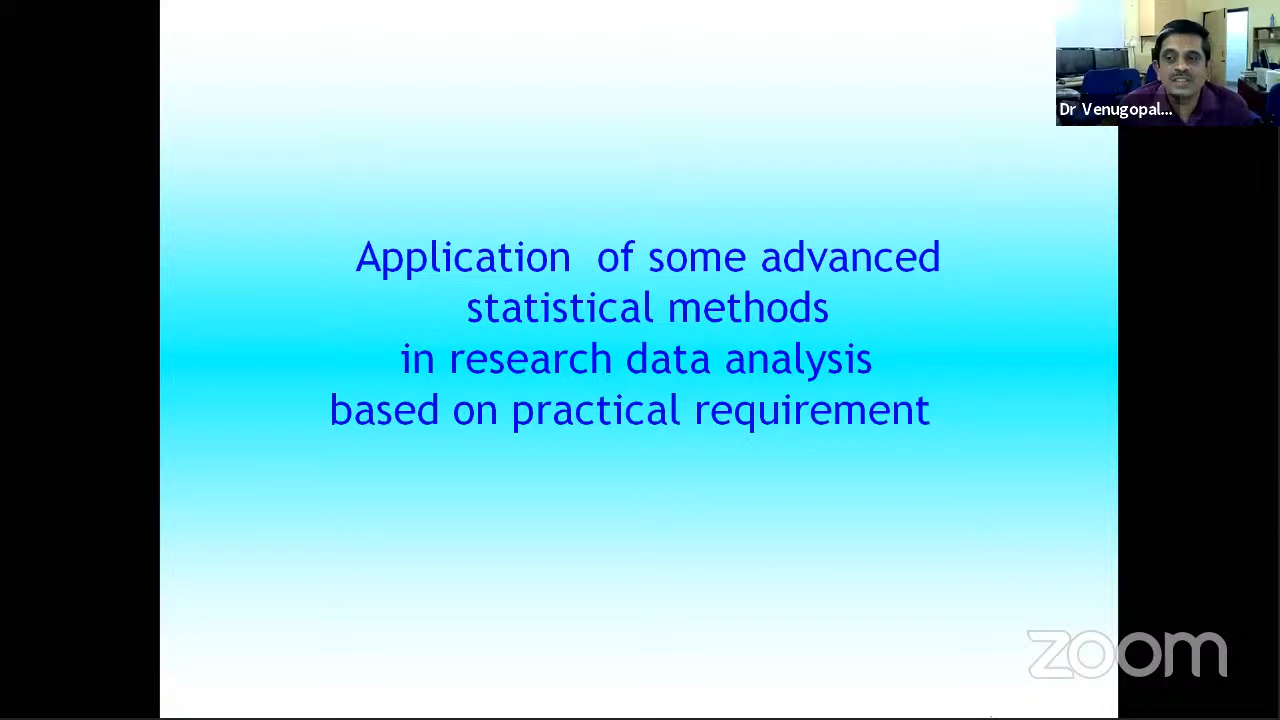 Dr Venugopal...
Application of some advanced
statistical methods
in research data analysis
based on practical requirement
zoom